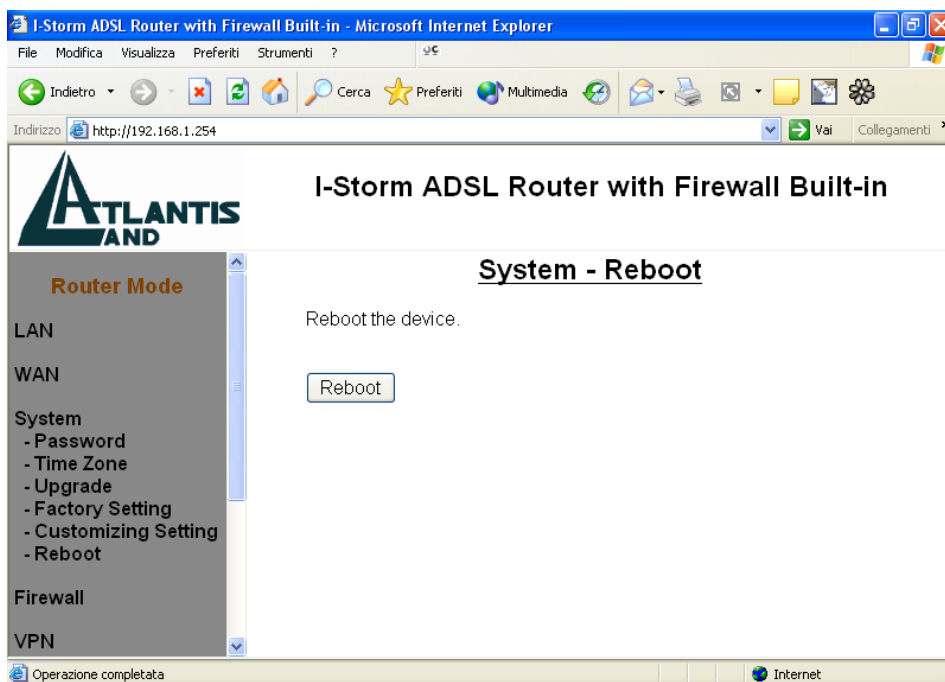 I-Storm ADSL Router with Firewall Built-in - Microsoft Internet Explorer
File Modifica Visualizza Preferiti Strumenti ?
Indietro Cerca Preferiti Multimedia
Indirizzo http://192.168.1.254 Vai Collegamenti
ATLANTIS
LAND
I-Storm ADSL Router with Firewall Built-in
Router Mode
LAN
WAN
System
- Password
- Time Zone
- Upgrade
- Factory Setting
- Customizing Setting
- Reboot
Firewall
VPN
System - Reboot
Reboot the device.
Reboot
Operazione completata Internet